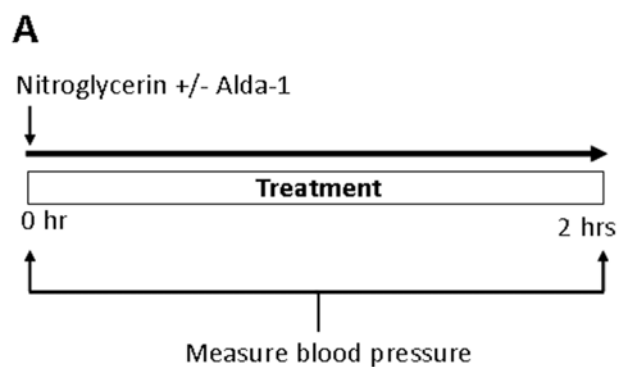 A
Nitroglycerin +/- Alda-1
Treatment
0 hr
2 hrs
Measure blood pressure